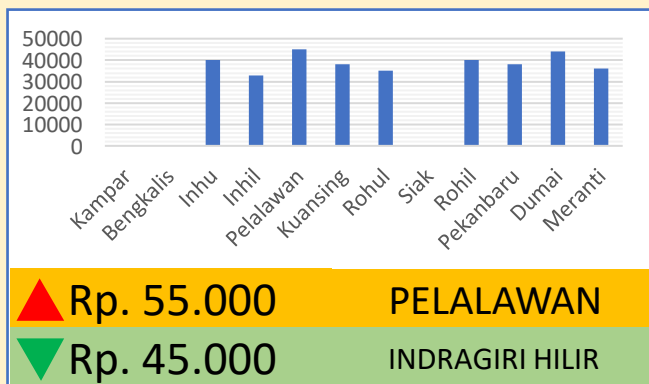 50000
40000
30000
20000
10000
0
Kampar
Bengkalis
Inhu
Inhil
Pelalawan
Kuansing
Rohul
Siak
Rohil
Pekanbaru
Dumai
Meranti
Rp. 55.000 PELALAWAN
Rp. 45.000 INDRAGIRI HILIR